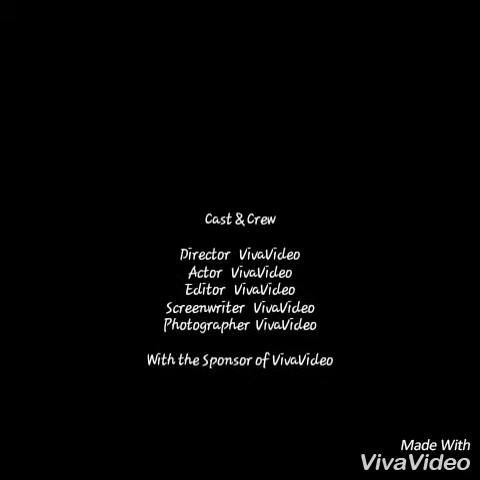 Cast & Crew
Director VivaVideo
Actor VivaVideo
Editor VivaVideo
Screenwriter VivaVideo
Photographer VivaVideo
With the Sponsor of VivaVideo
Made With
VivaVideo